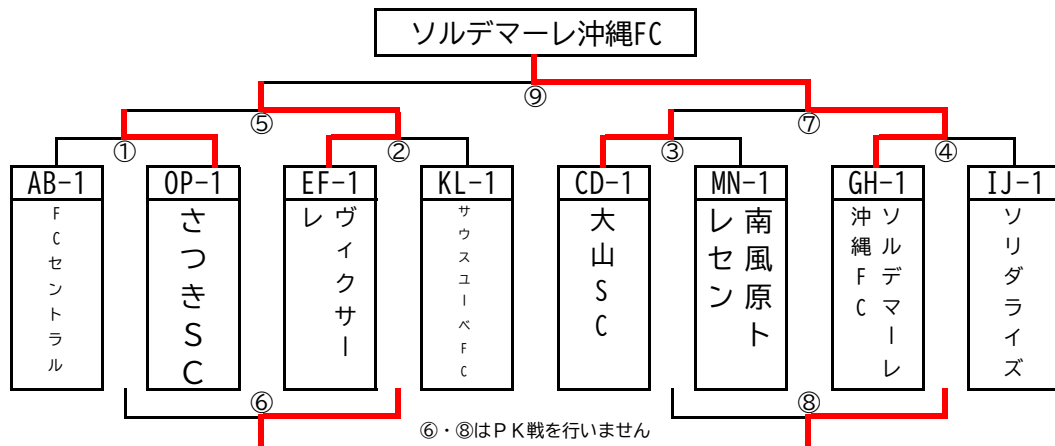 ソルデマーレ沖縄FC
⑨
⑤
⑦
①
②
③
④
AB-1
OP-1
EF-1
KL-1
CD-1
MN-1
GH-1
IJ-1
FCセントラル
さつきSC
ヴィクサーレ
サウスユーベFC
大山SC
南風原トレセン
ソルデマーレ沖縄FC
ソリダライズ
⑥
⑧
⑥・⑧はPK戦を行いません